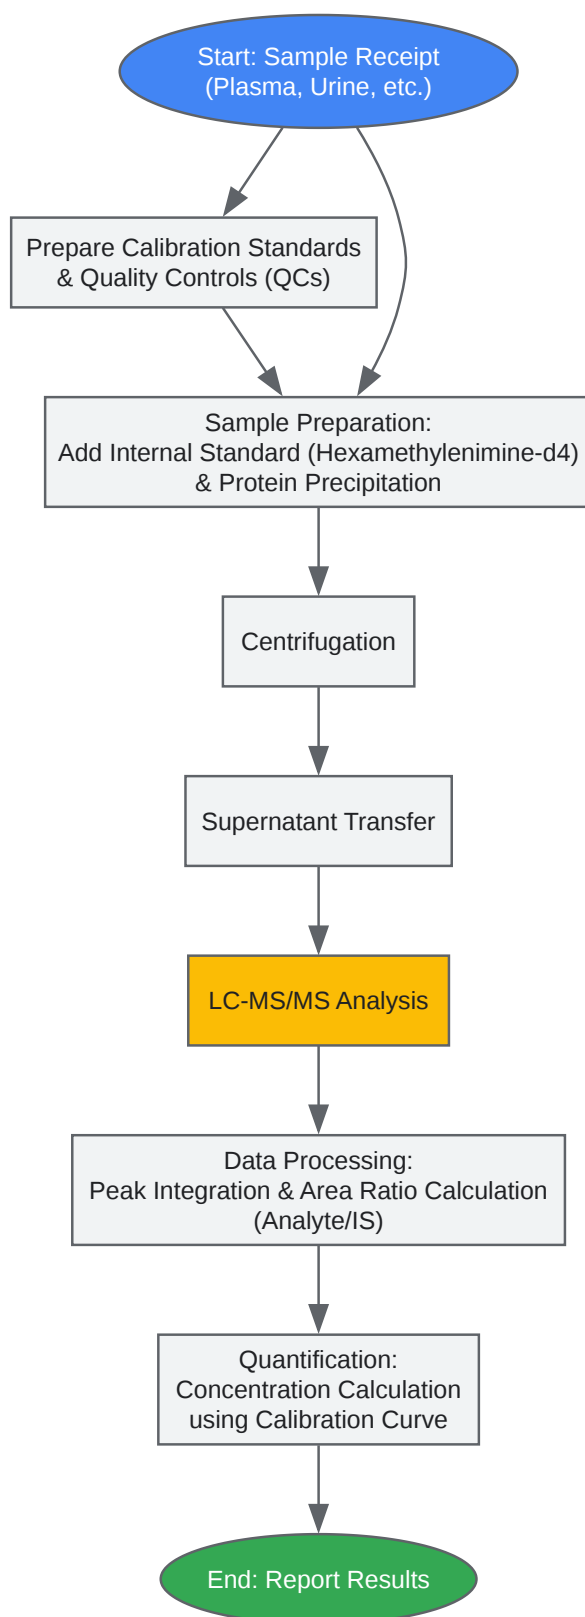 Start: Sample Receipt
(Plasma, Urine, etc.)
Prepare Calibration Standards
& Quality Controls (QCs)
Sample Preparation:
Add Internal Standard (Hexamethylenimine-d4)
& Protein Precipitation
Centrifugation
Supernatant Transfer
LC-MS/MS Analysis
Data Processing:
Peak Integration & Area Ratio Calculation
(Analyte/IS)
Quantification:
Concentration Calculation
using Calibration Curve
End: Report Results